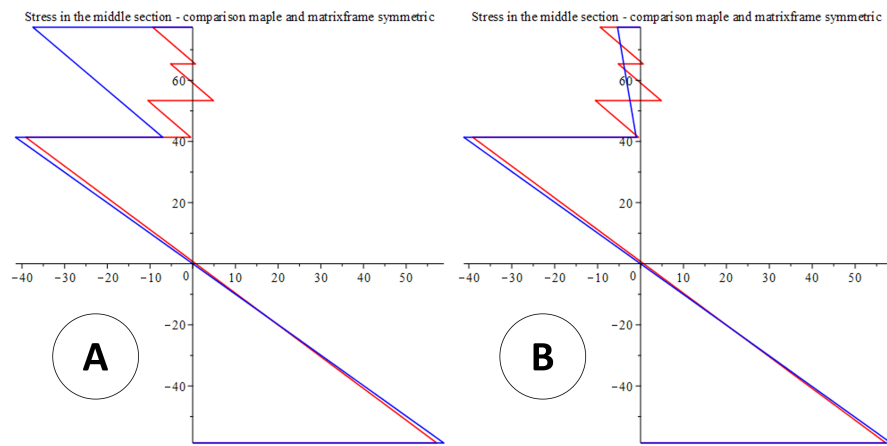 Stress in the middle section - comparison maple and matrixframe symmetric
60
40
20
−40 −30 −20 −10 0 10 20 30 40 50
−20
−40
A
Stress in the middle section - comparison maple and matrixframe symmetric
60
40
20
−40 −30 −20 −10 0 10 20 30 40 50
−20
−40
B